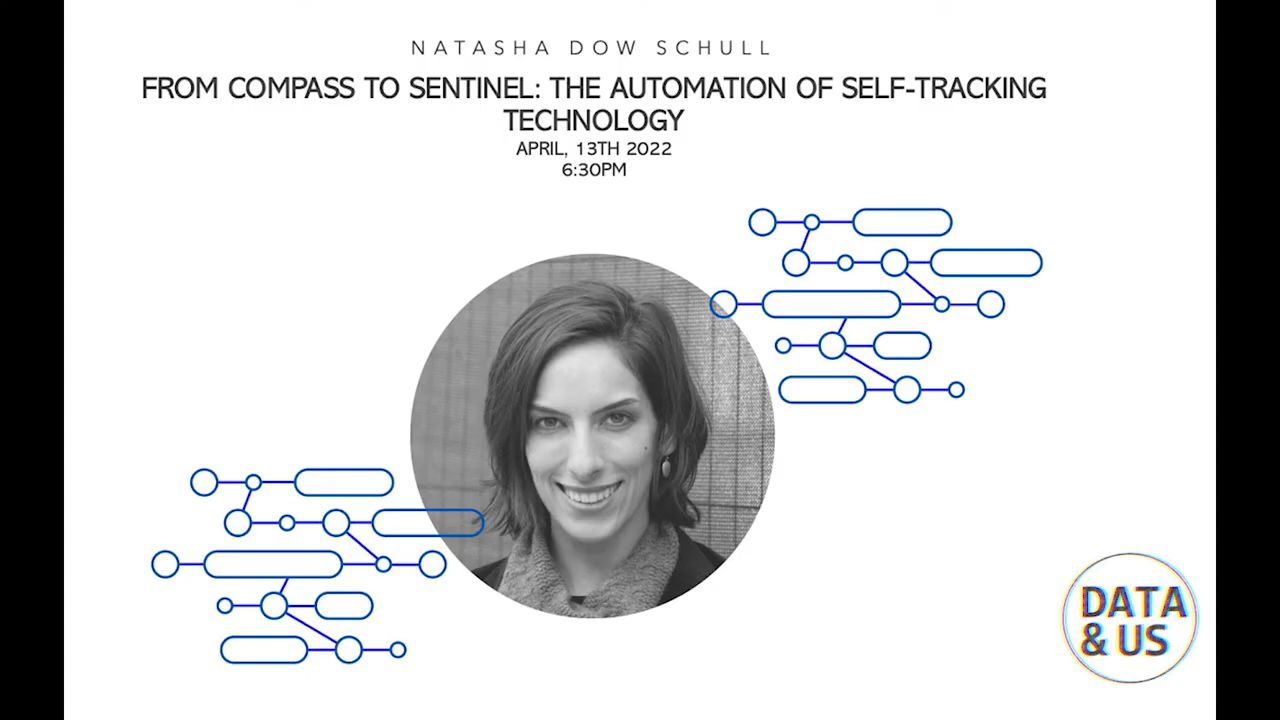 NATASHA DOW SCHULL
FROM COMPASS TO SENTINEL: THE AUTOMATION OF SELF-TRACKING
TECHNOLOGY
APRIL, 13TH 2022
6:30PM
DATA
& US